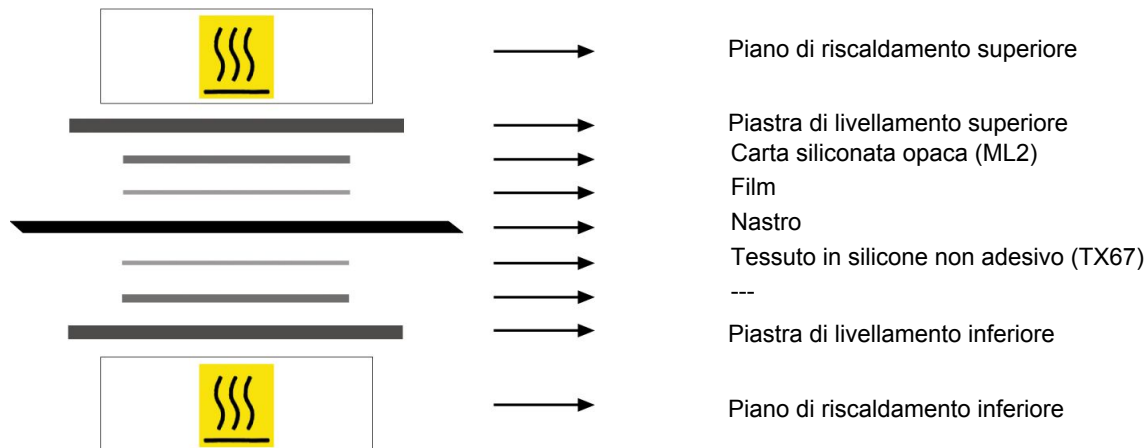 Piano di riscaldamento superiore
Piastra di livellamento superiore
Carta siliconata opaca (ML2)
Film
Nastro
Tessuto in silicone non adesivo (TX67)
---
Piastra di livellamento inferiore
Piano di riscaldamento inferiore